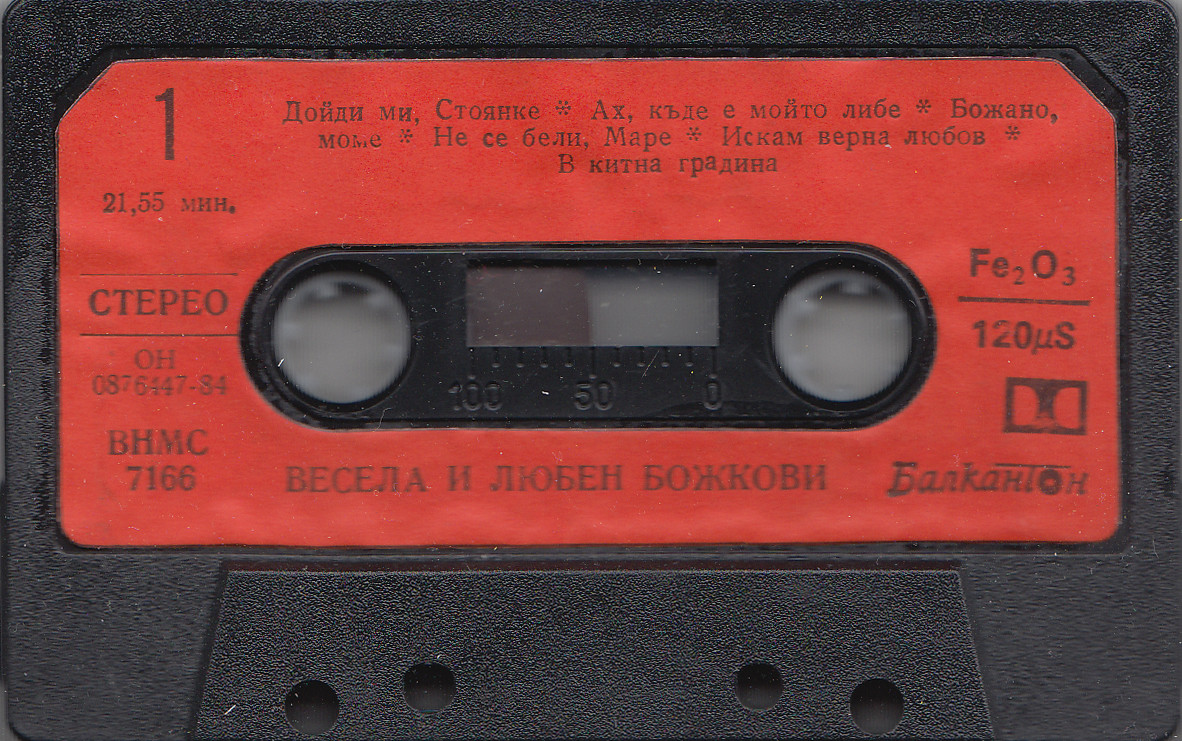 1
Дойди ми, Стоянке * Ах, къде е мойто либе * Божано,
моме * Не се бели, Маре * Искам верна любов *
В китна градина
21,55 мин.
СТЕРЕО
ОН
0876447-84
ВНМС
7166
Fe₂O₃
120μS
100 50 0
ВЕСЕЛА И ЛЮБЕН БОЖКОВИ
Балкантон